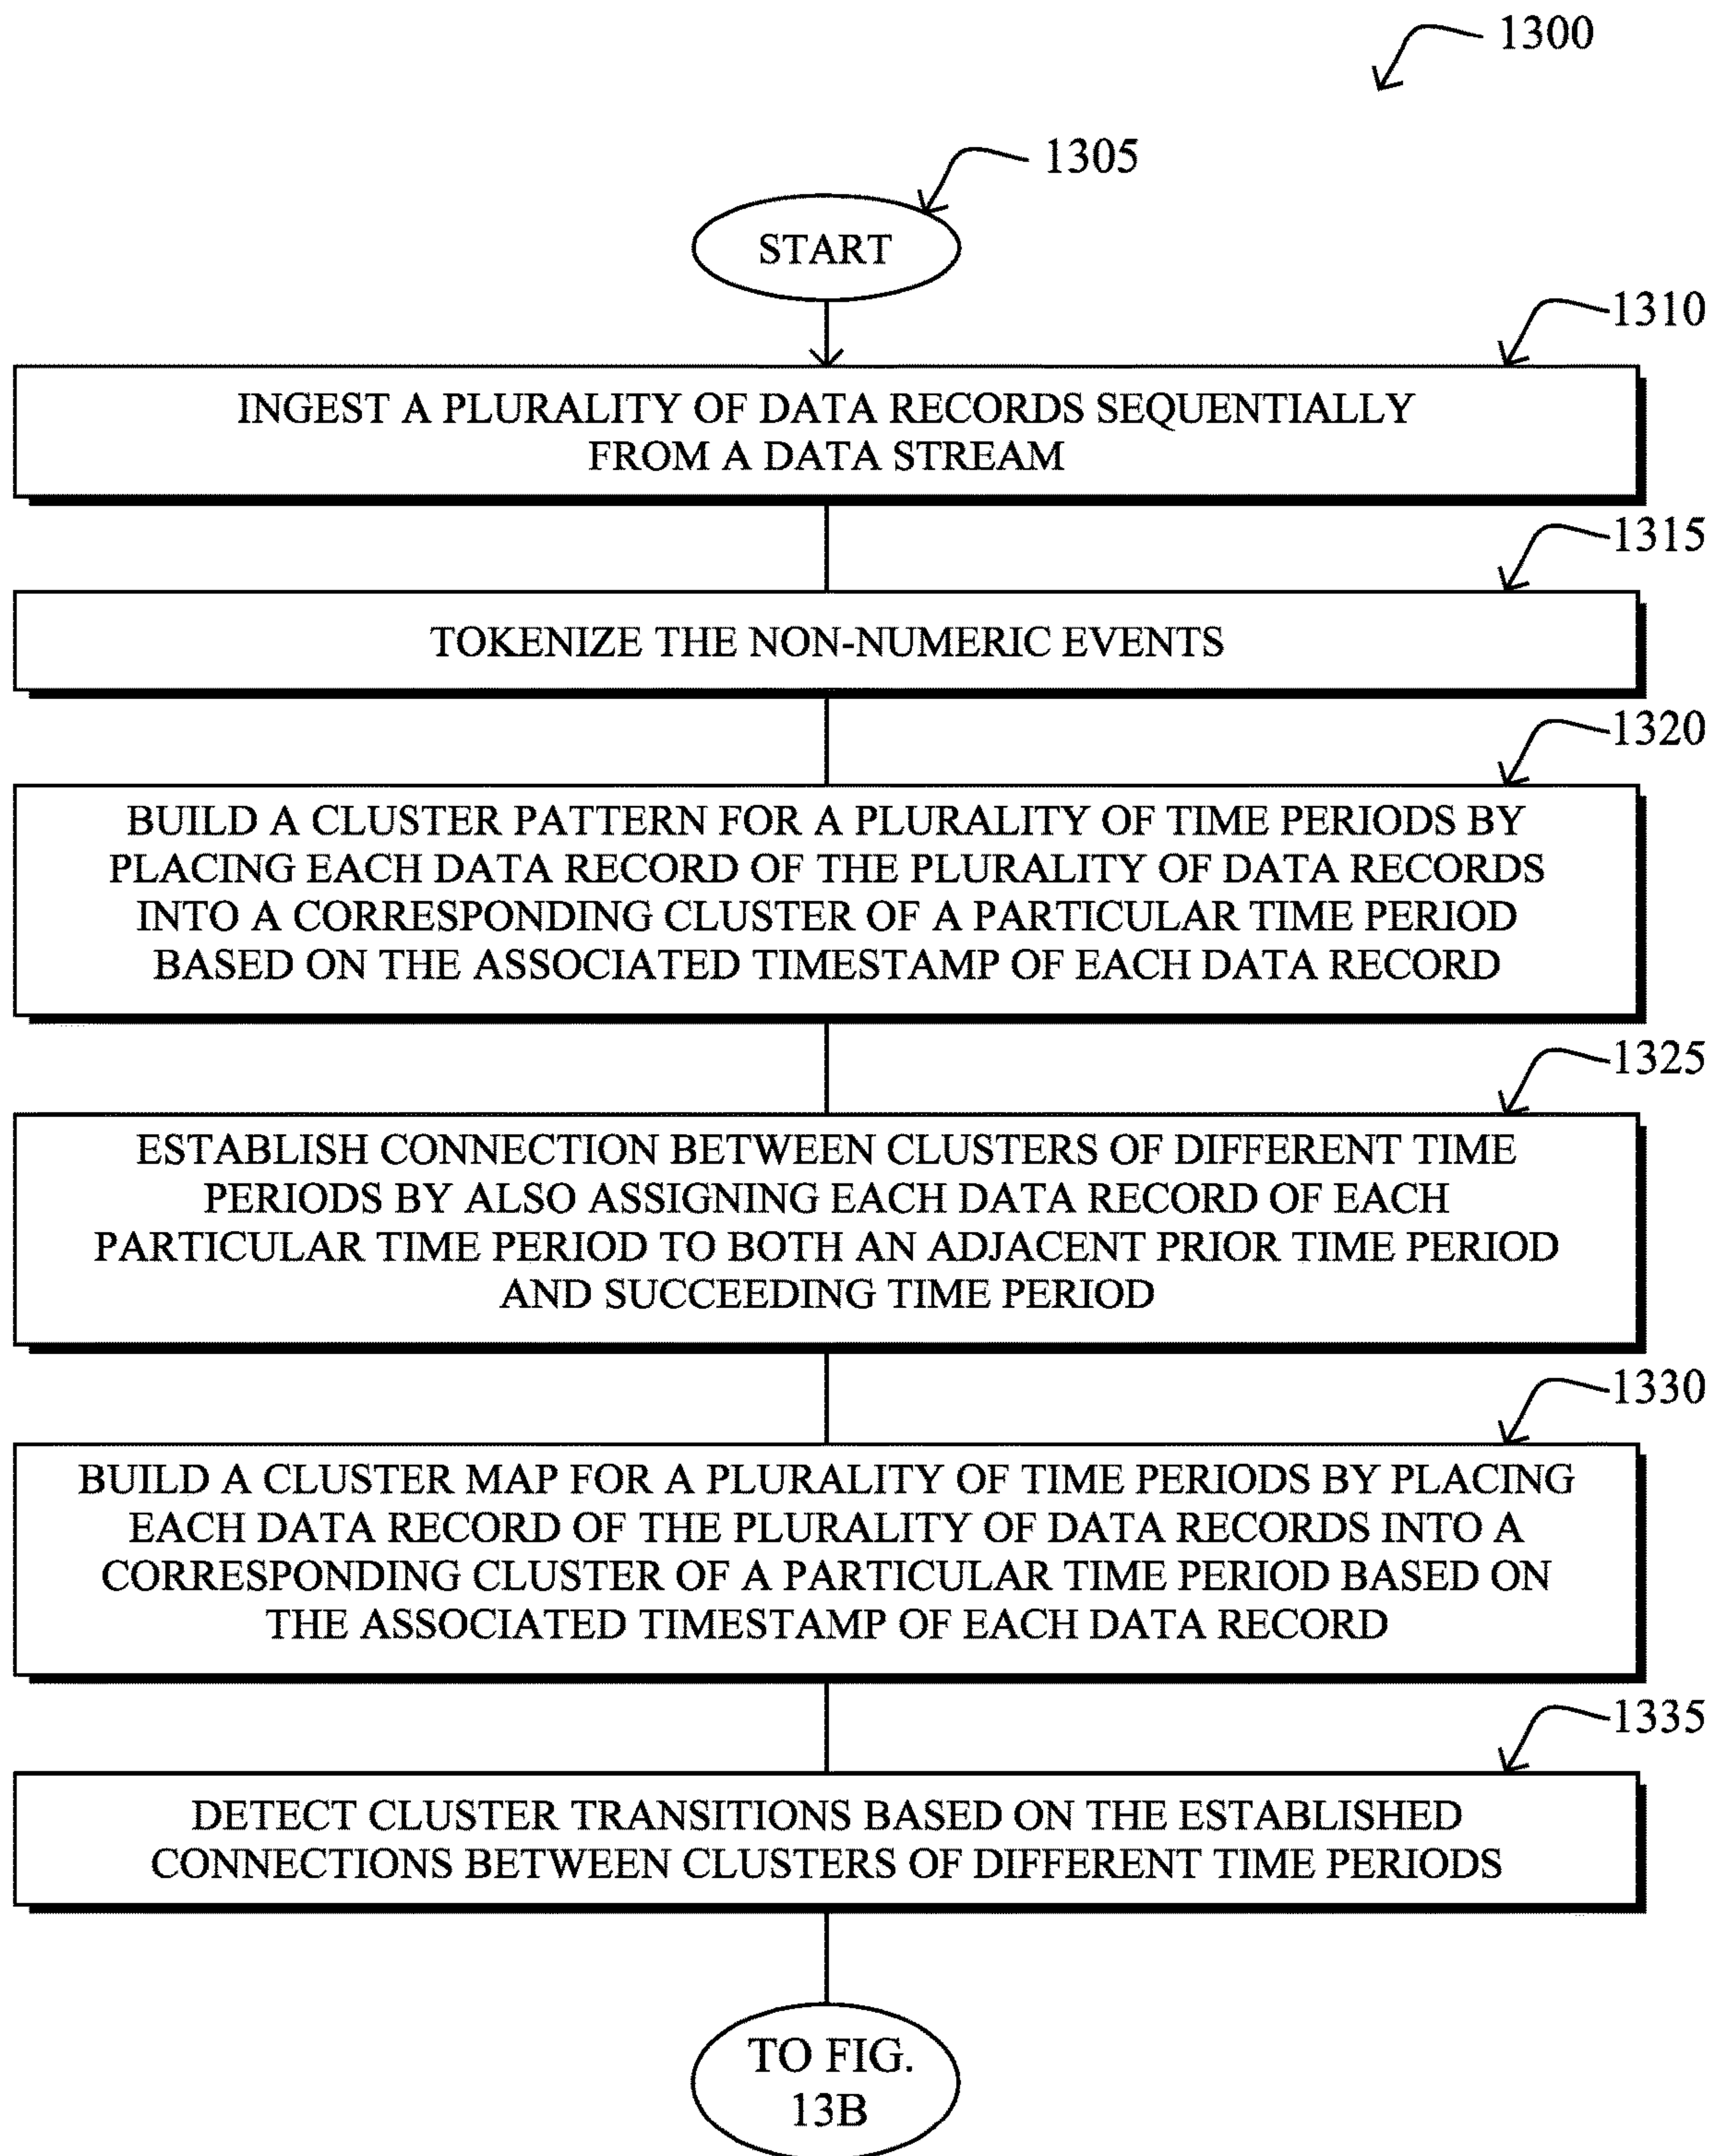 1300
1305
START
1310
INGEST A PLURALITY OF DATA RECORDS SEQUENTIALLY
FROM A DATA STREAM
1315
TOKENIZE THE NON-NUMERIC EVENTS
1320
BUILD A CLUSTER PATTERN FOR A PLURALITY OF TIME PERIODS BY
PLACING EACH DATA RECORD OF THE PLURALITY OF DATA RECORDS
INTO A CORRESPONDING CLUSTER OF A PARTICULAR TIME PERIOD
BASED ON THE ASSOCIATED TIMESTAMP OF EACH DATA RECORD
1325
ESTABLISH CONNECTION BETWEEN CLUSTERS OF DIFFERENT TIME
PERIODS BY ALSO ASSIGNING EACH DATA RECORD OF EACH
PARTICULAR TIME PERIOD TO BOTH AN ADJACENT PRIOR TIME PERIOD
AND SUCCEEDING TIME PERIOD
1330
BUILD A CLUSTER MAP FOR A PLURALITY OF TIME PERIODS BY PLACING
EACH DATA RECORD OF THE PLURALITY OF DATA RECORDS INTO A
CORRESPONDING CLUSTER OF A PARTICULAR TIME PERIOD BASED ON
THE ASSOCIATED TIMESTAMP OF EACH DATA RECORD
1335
DETECT CLUSTER TRANSITIONS BASED ON THE ESTABLISHED
CONNECTIONS BETWEEN CLUSTERS OF DIFFERENT TIME PERIODS
TO FIG.
13B